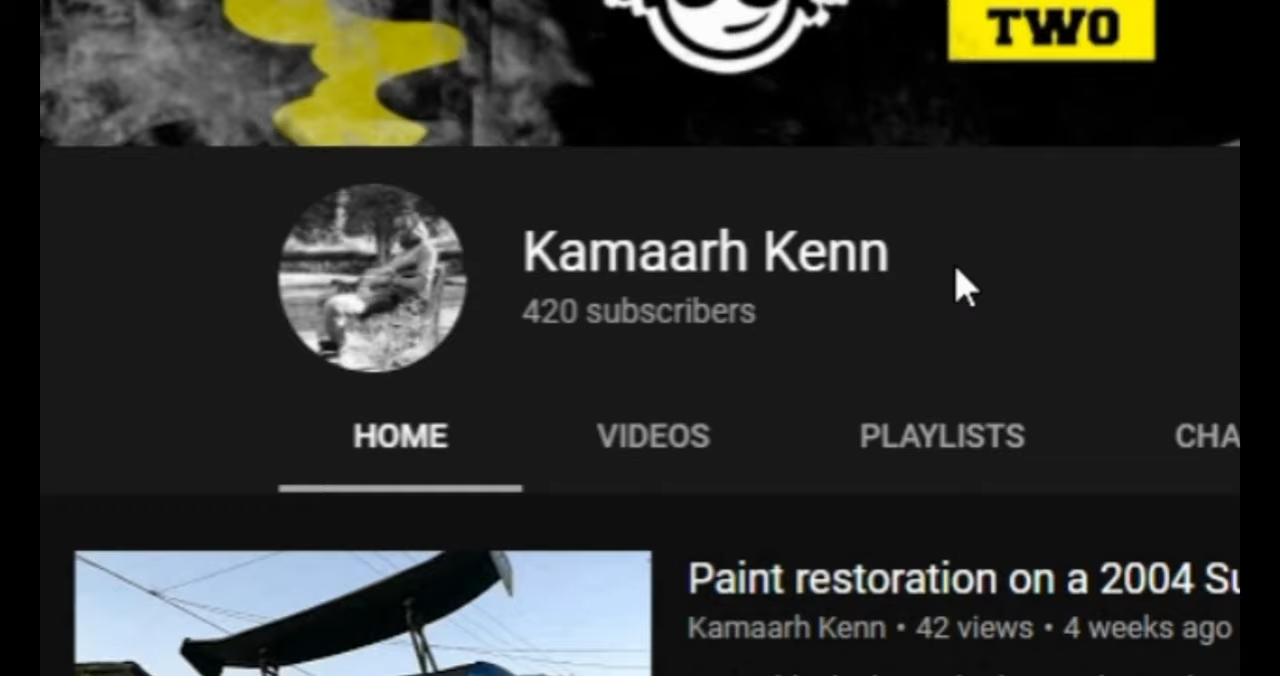 TWO
Kamaarh Kenn
420 subscribers
HOME VIDEOS PLAYLISTS CHA
Paint restoration on a 2004 Su
Kamaarh Kenn • 42 views • 4 weeks ago